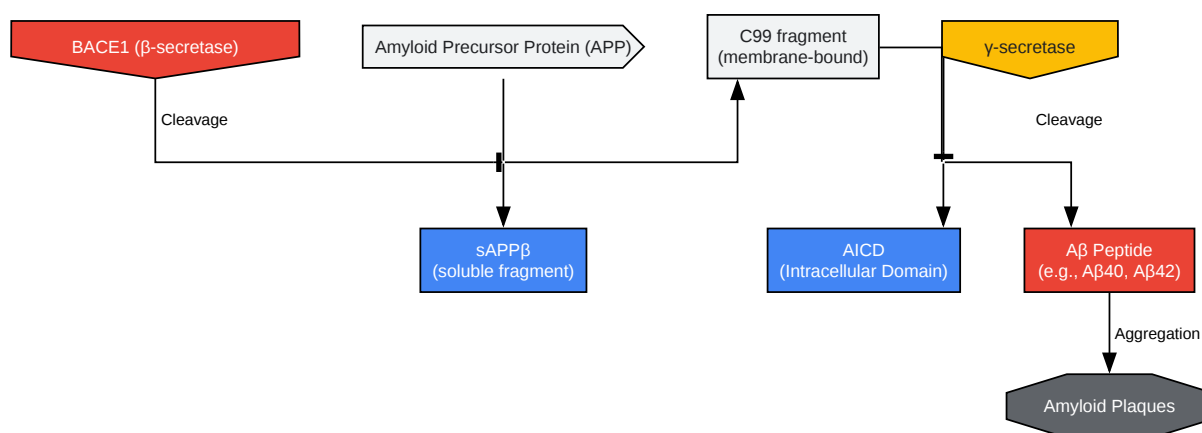 BACE1 (β-secretase)
Amyloid Precursor Protein (APP)
C99 fragment
(membrane-bound)
γ-secretase
Cleavage
Cleavage
sAPPβ
(soluble fragment)
AICD
(Intracellular Domain)
Aβ Peptide
(e.g., Aβ40, Aβ42)
Aggregation
Amyloid Plaques